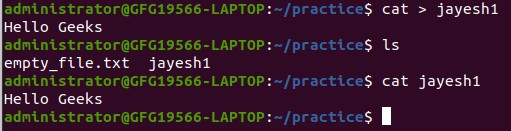 administrator@GFG19566-LAPTOP:~/practice$ cat > jayesh1
Hello Geeks
administrator@GFG19566-LAPTOP:~/practice$ ls
empty_file.txt  jayesh1
administrator@GFG19566-LAPTOP:~/practice$ cat jayesh1
Hello Geeks
administrator@GFG19566-LAPTOP:~/practice$